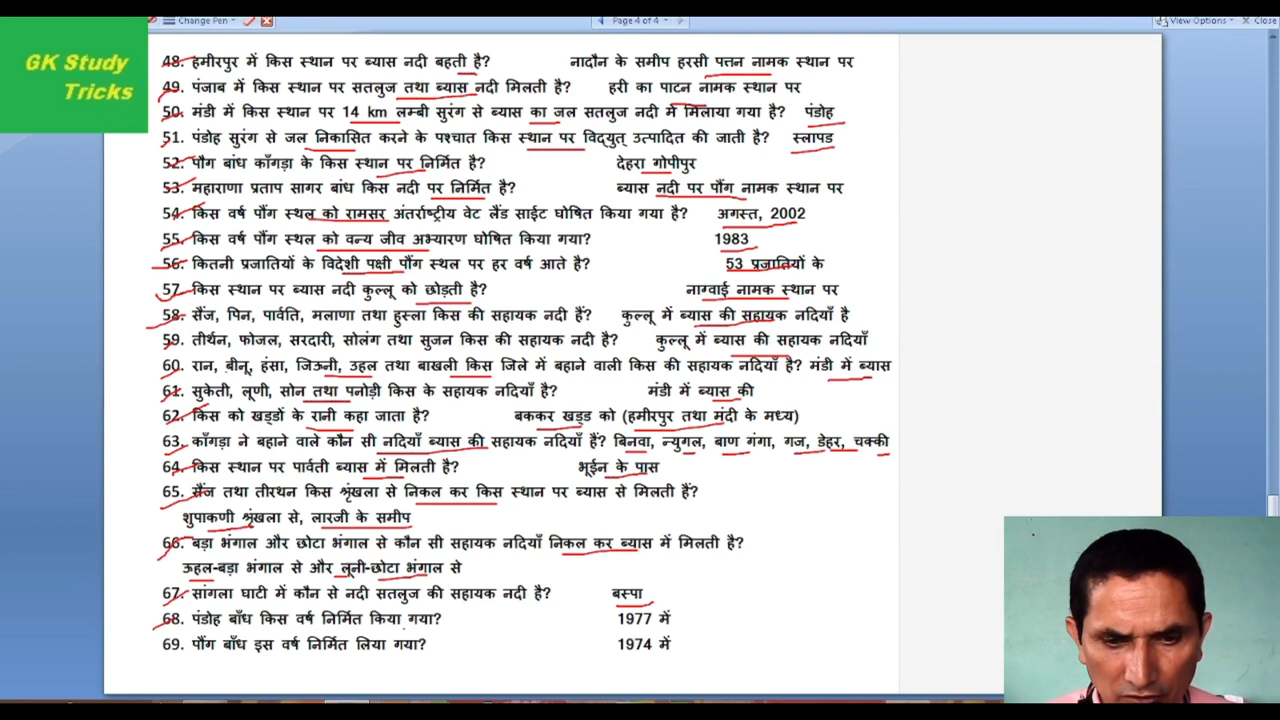 Change Pen
Page 4 of 4
View Options
Close
GK Study
Tricks
48. हमीरपुर में किस स्थान पर ब्यास नदी बहती है? नादौन के समीप हरसी पत्तन नामक स्थान पर
49. पंजाब में किस स्थान पर सतलुज तथा ब्यास नदी मिलती है? हरी का पाटन नामक स्थान पर
50. मंडी में किस स्थान पर 14 km लम्बी सुरंग से ब्यास का जल सतलुज नदी में मिलाया गया है? पंडोह
51. पंडोह सुरंग से जल निकासित करने के पश्चात किस स्थान पर विद्युत् उत्पादित की जाती है? स्लापड
52. पौंग बांध काँगड़ा के किस स्थान पर निर्मित है? देहरा गोपीपुर
53. महाराणा प्रताप सागर बांध किस नदी पर निर्मित है? ब्यास नदी पर पौंग नामक स्थान पर
54. किस वर्ष पौंग स्थल को रामसर अंतर्राष्ट्रीय वेट लैंड साईट घोषित किया गया है? अगस्त, 2002
55. किस वर्ष पौंग स्थल को वन्य जीव अभ्यारण घोषित किया गया? 1983
56. कितनी प्रजातियों के विदेशी पक्षी पौंग स्थल पर हर वर्ष आते है? 53 प्रजातियों के
57. किस स्थान पर ब्यास नदी कुल्लू को छोड़ती है? नाग्वाई नामक स्थान पर
58. सैंज, पिन, पार्वति, मलाणा तथा हुस्ला किस की सहायक नदी हैं? कुल्लू में ब्यास की सहायक नदियाँ है
59. तीर्थन, फोजल, सरदारी, सोलंग तथा सुजन किस की सहायक नदी है? कुल्लू में ब्यास की सहायक नदियाँ
60. रान, बीनू, हंसा, जिऊनी, उहल तथा बाखली किस जिले में बहाने वाली किस की सहायक नदियाँ है? मंडी में ब्यास
61. सुकेती, लूणी, सोन तथा पनोड़ी किस के सहायक नदियाँ है? मंडी में ब्यास की
62. किस को खड्डों के रानी कहा जाता है? बककर खड्ड को (हमीरपुर तथा मंदी के मध्य)
63. काँगड़ा ने बहाने वाले कौन सी नदियाँ ब्यास की सहायक नदियाँ हैं? बिनवा, न्युगल, बाण गंगा, गज, डेहर, चक्की
64. किस स्थान पर पार्वती ब्यास में मिलती है? भूईन के पास
65. सैंज तथा तीरथन किस श्रृंखला से निकल कर किस स्थान पर ब्यास से मिलती हैं?
शुपाकणी श्रृंखला से, लारजी के समीप
66. बड़ा भंगाल और छोटा भंगाल से कौन सी सहायक नदियाँ निकल कर ब्यास में मिलती है?
ऊहल-बड़ा भंगाल से और लूनी-छोटा भंगाल से
67. सांगला घाटी में कौन से नदी सतलुज की सहायक नदी है? बस्पा
68. पंडोह बाँध किस वर्ष निर्मित किया गया? 1977 में
69. पौंग बाँध इस वर्ष निर्मित लिया गया? 1974 में